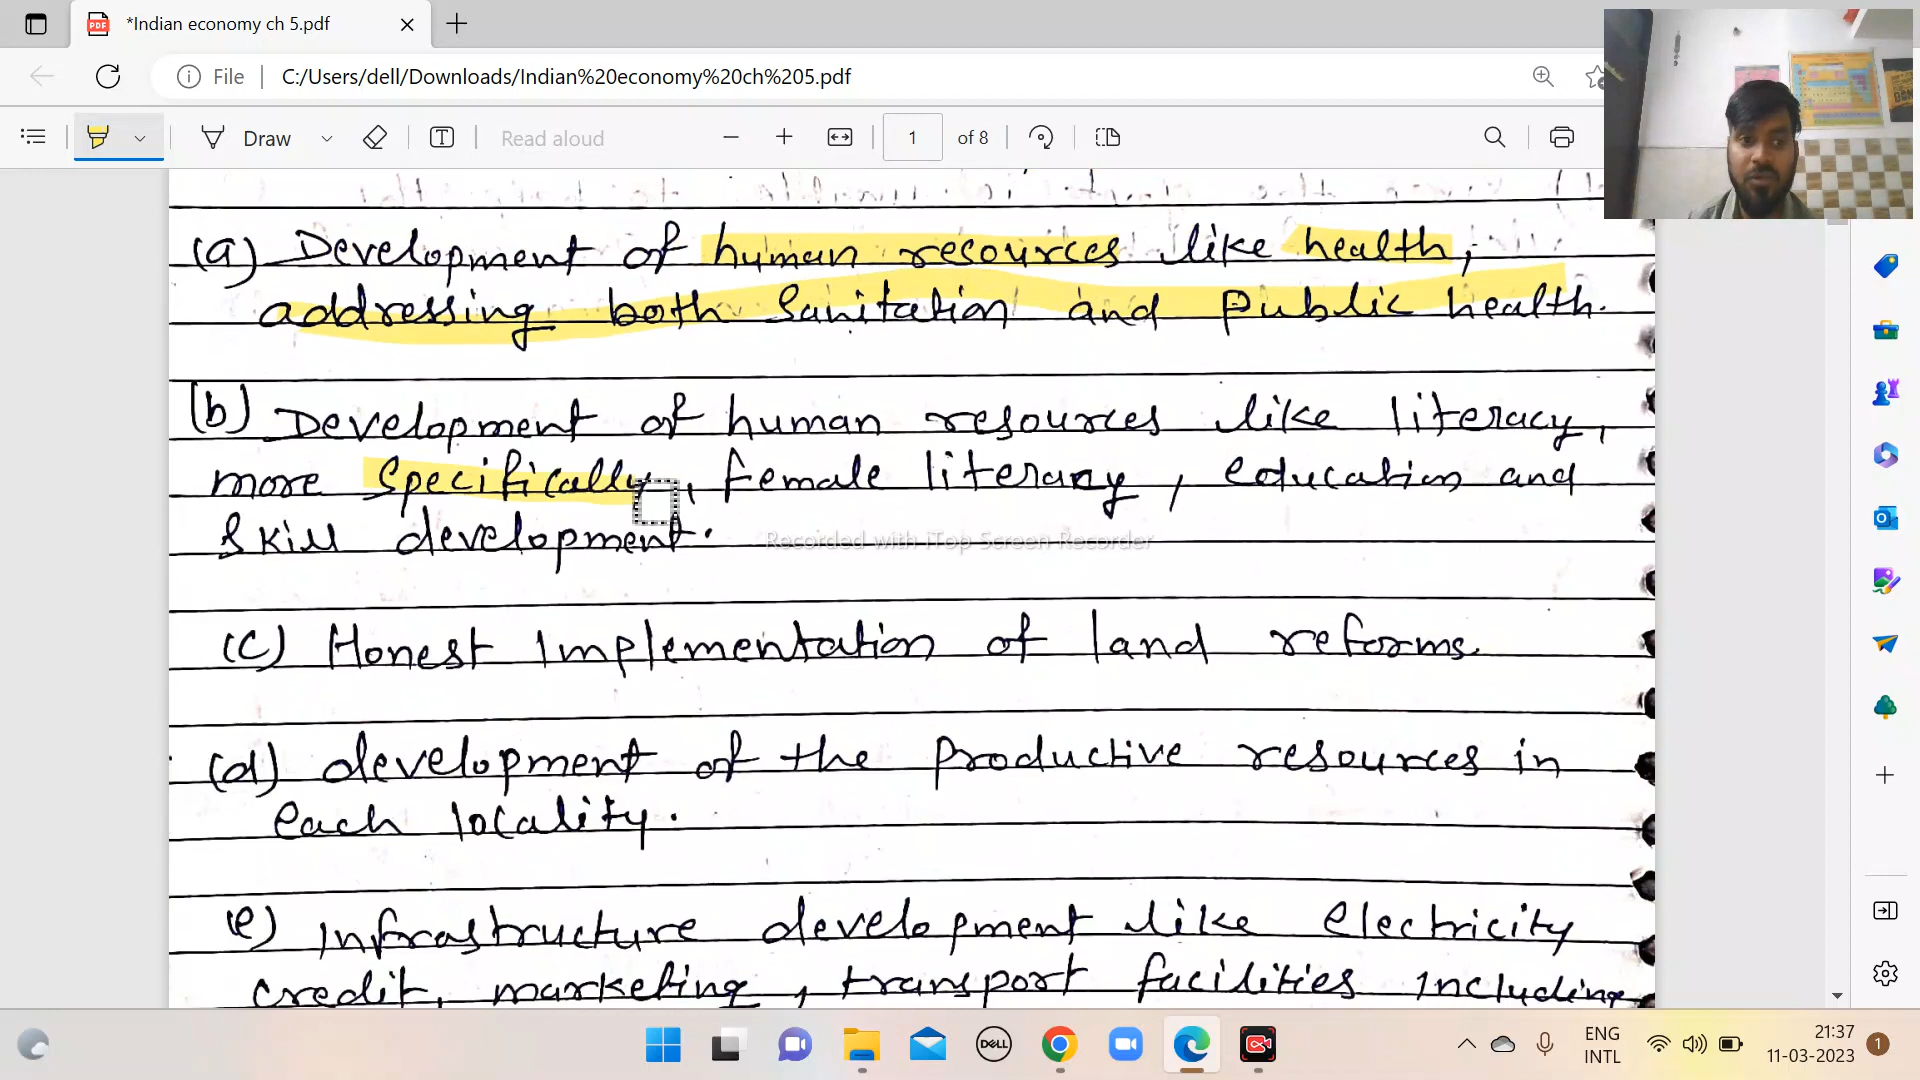 *Indian economy ch 5.pdf
File
C:/Users/dell/Downloads/Indian%20economy%20ch%205.pdf
Draw
Read aloud
1 of 8
(a) Development of human resources like health,
addressing both Sanitation and public health.
(b) Development of human resources like literacy,
more Specifically, female literacy, education and
Skill development.
Recorded with iTop Screen Recorder
(c) Honest Implementation of land reforms.
(d) development of the Productive resources in
each locality.
(e) Infrastructure development like Electricity
credit, marketing, transport facilities including
DELL
ENG
INTL
21:37
11-03-2023
1